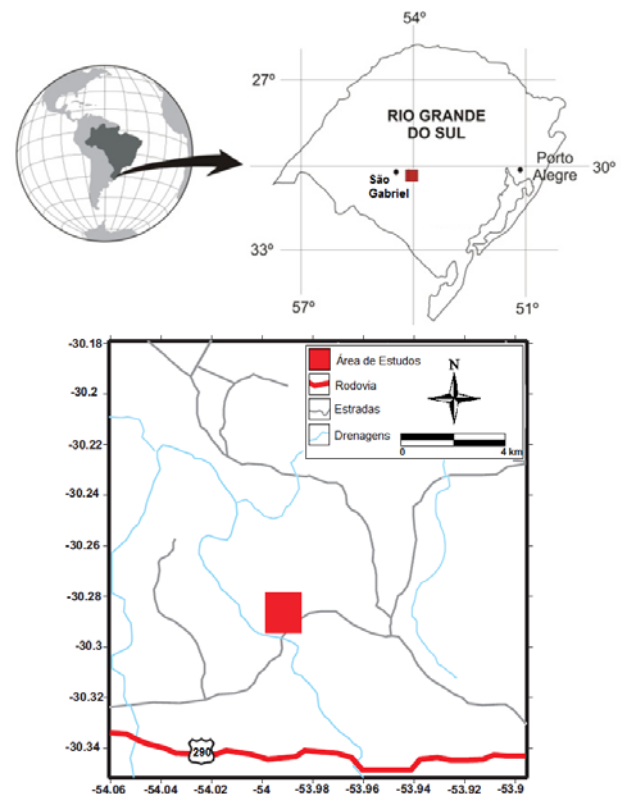 54º
27º
RIO GRANDE
DO SUL
São
Gabriel
Porto
Alegre
30º
33º
57º
51º
-30.18
-30.2
-30.22
-30.24
-30.26
-30.28
-30.3
-30.32
-30.34
Área de Estudos
Rodovia
Estradas
Drenagens
N
0
4 km
290
-54.06
-54.04
-54.02
-54
-53.98
-53.96
-53.94
-53.92
-53.9